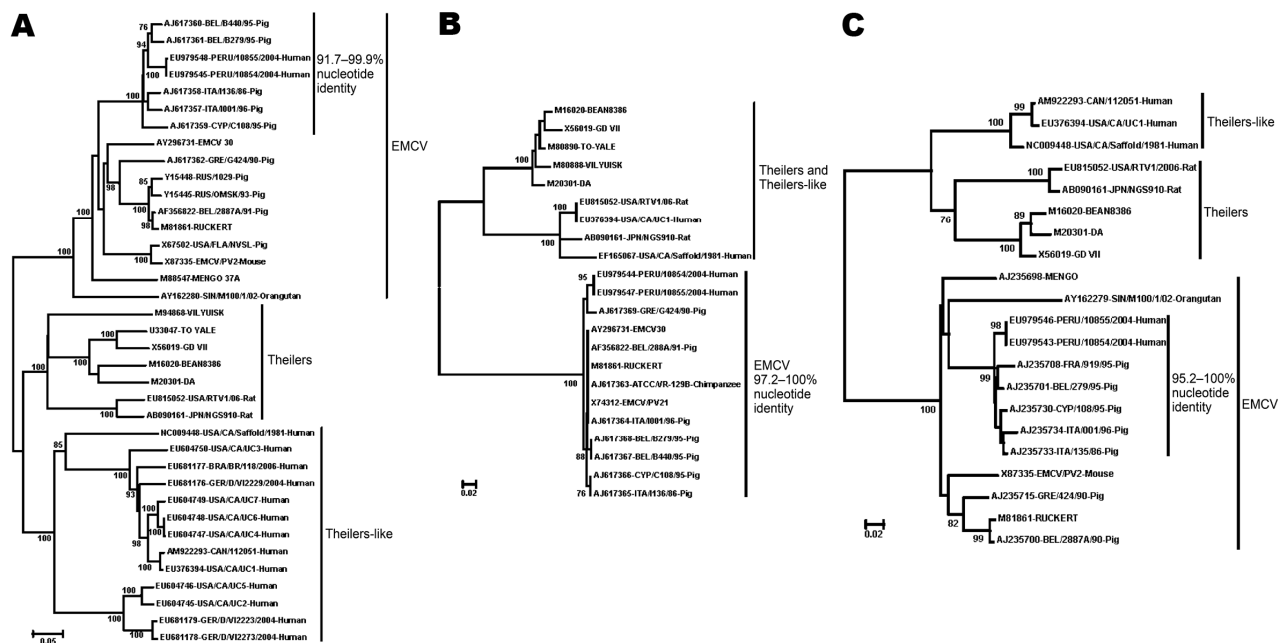 A
76
AJ617360-BEL/B440/95-Pig
AJ617361-BEL/B279/95-Pig
94
EU979548-PERU/10855/2004-Human
100
EU979545-PERU/10854/2004-Human
AJ617358-ITA/I136/86-Pig
100
AJ617357-ITA/I001/96-Pig
AJ617359-CYP/C108/95-Pig
91.7–99.9%
nucleotide
identity
AY296731-EMCV 30
AJ617362-GRE/G424/90-Pig
98
Y15448-RUS/1029-Pig
85
Y15445-RUS/OMSK/93-Pig
AF356822-BEL/2887A/91-Pig
98
M81861-RUCKERT
X67502-USA/FLA/NVSL-Pig
100
X87335-EMV/PV2-Mouse
100
M88547-MENGO 37A
100
AY162280-SIN/M100/1/02-Orangutan
EMCV
M94868-VILYUISK
U33047-TO YALE
100
X56019-GD VII
100
M16020-BEAN8386
100
M20301-DA
EU815052-USA/RTV1/06-Rat
100
AB090161-JPN/NGS910-Rat
Theilers
NC009448-USA/CA/Saffold/1981-Human
85
EU604750-USA/CA/UC3-Human
100
EU681177-BRA/BR/118/2006-Human
EU681176-GER/D/VI2229/2004-Human
93
EU604749-USA/CA/UC7-Human
100
EU604748-USA/CA/UC6-Human
100
EU604747-USA/CA/UC4-Human
98
AM922293-CAN/112051-Human
100
EU376394-USA/CA/UC1-Human
100
EU604746-USA/CA/UC5-Human
100
EU604745-USA/CA/UC2-Human
100
EU681179-GER/D/VI2223/2004-Human
100
EU681178-GER/D/VI2273/2004-Human
Theilers-like
0.05
B
M16020-BEAN8386
X56019-GD VII
M80890-TO-YALE
100
M80888-VILYUISK
M20301-DA
EU815052-USA/RTV1/06-Rat
100
EU376394-USA/CA/UC1-Human
AB090161-JPN/NGS910-Rat
100
EF165067-USA/CA/Saffold/1981-Human
Theilers and
Theilers-like
EU979544-PERU/10854/2004-Human
95
EU979547-PERU/10855/2004-Human
AJ617369-GRE/G424/90-Pig
AY296731-EMCV30
AF356822-BEL/288A/91-Pig
M81861-RUCKERT
100
AJ617363-ATCC/VR-129B-Chimpanzee
X74312-EMCV/PV21
AJ617364-ITA/I001/96-Pig
AJ617368-BEL/B279/95-Pig
88
AJ617367-BEL/B440/95-Pig
AJ617366-CYP/C108/95-Pig
76
AJ617365-ITA/I136/86-Pig
EMCV
97.2–100%
nucleotide
identity
0.02
C
AM922293-CAN/112051-Human
99
EU376394-USA/CA/UC1-Human
100
NC009448-USA/CA/Saffold/1981-Human
Theilers-like
EU815052-USA/RTV1/2006-Rat
100
AB090161-JPN/NGS910-Rat
76
M16020-BEAN8386
89
M20301-DA
100
X56019-GD VII
Theilers
AJ235698-MENGO
AY162279-SIN/M100/1/02-Orangutan
EU979546-PERU/10855/2004-Human
98
EU979543-PERU/10854/2004-Human
AJ235708-FRA/919/95-Pig
99
AJ235701-BEL/279/95-Pig
100
AJ235730-CYP/108/95-Pig
AJ235734-ITA/001/96-Pig
AJ235733-ITA/135/86-Pig
95.2–100%
nucleotide
identity
X87335-EMCV/PV2-Mouse
AJ235715-GRE/424/90-Pig
82
M81861-RUCKERT
99
AJ235700-BEL/2887A/90-Pig
EMCV
0.02